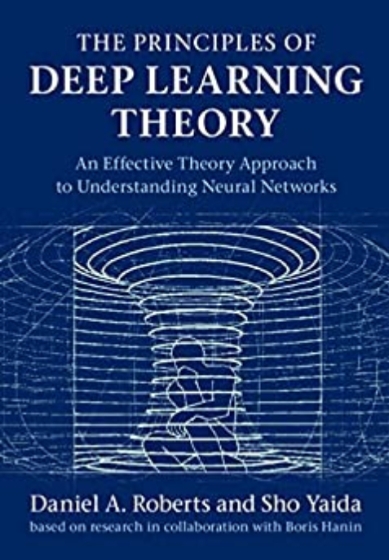 THE PRINCIPLES OF
DEEP LEARNING
THEORY
An Effective Theory Approach
to Understanding Neural Networks
Daniel A. Roberts and Sho Yaida
based on research in collaboration with Boris Hanin